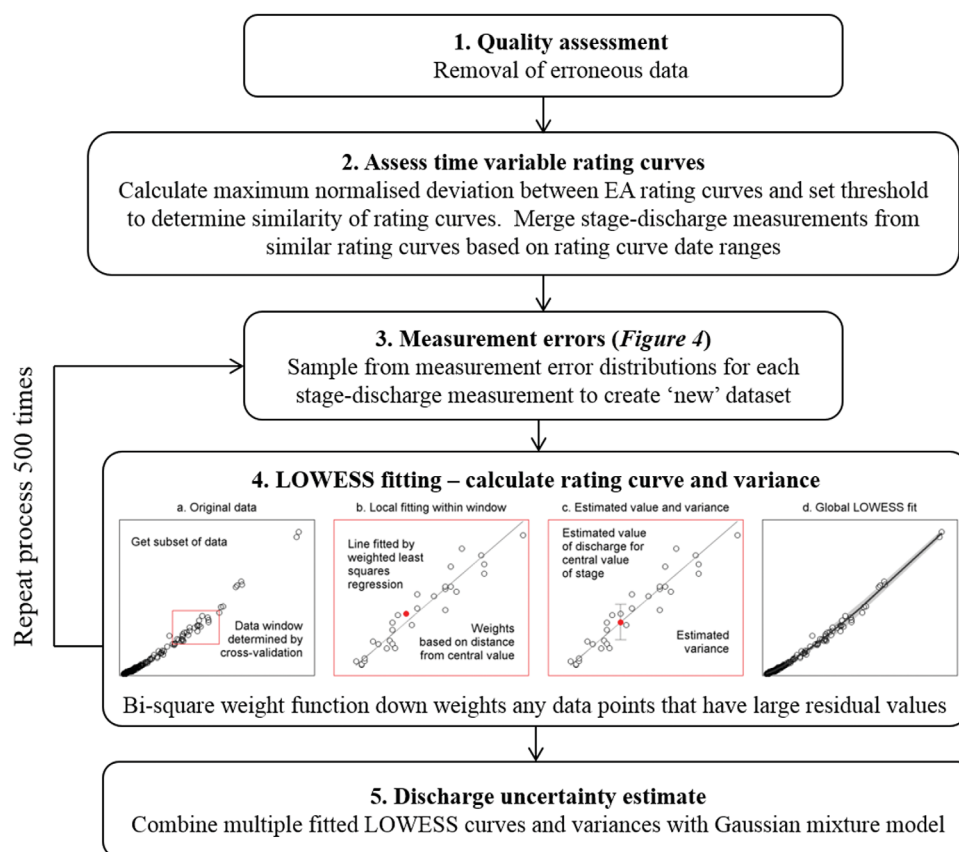 1. Quality assessment
Removal of erroneous data
2. Assess time variable rating curves
Calculate maximum normalised deviation between EA rating curves and set threshold
to determine similarity of rating curves.  Merge stage-discharge measurements from
similar rating curves based on rating curve date ranges
3. Measurement errors (Figure 4)
Sample from measurement error distributions for each
stage-discharge measurement to create ‘new’ dataset
Repeat process 500 times
4. LOWESS fitting – calculate rating curve and variance
a. Original data
Get subset of data
Data window
determined by
cross-validation
b. Local fitting within window
Line fitted by
weighted least
squares
regression
Weights
based on distance
from central value
c. Estimated value and variance
Estimated value
of discharge for
central value
of stage
Estimated
variance
d. Global LOWESS fit
Bi-square weight function down weights any data points that have large residual values
5. Discharge uncertainty estimate
Combine multiple fitted LOWESS curves and variances with Gaussian mixture model